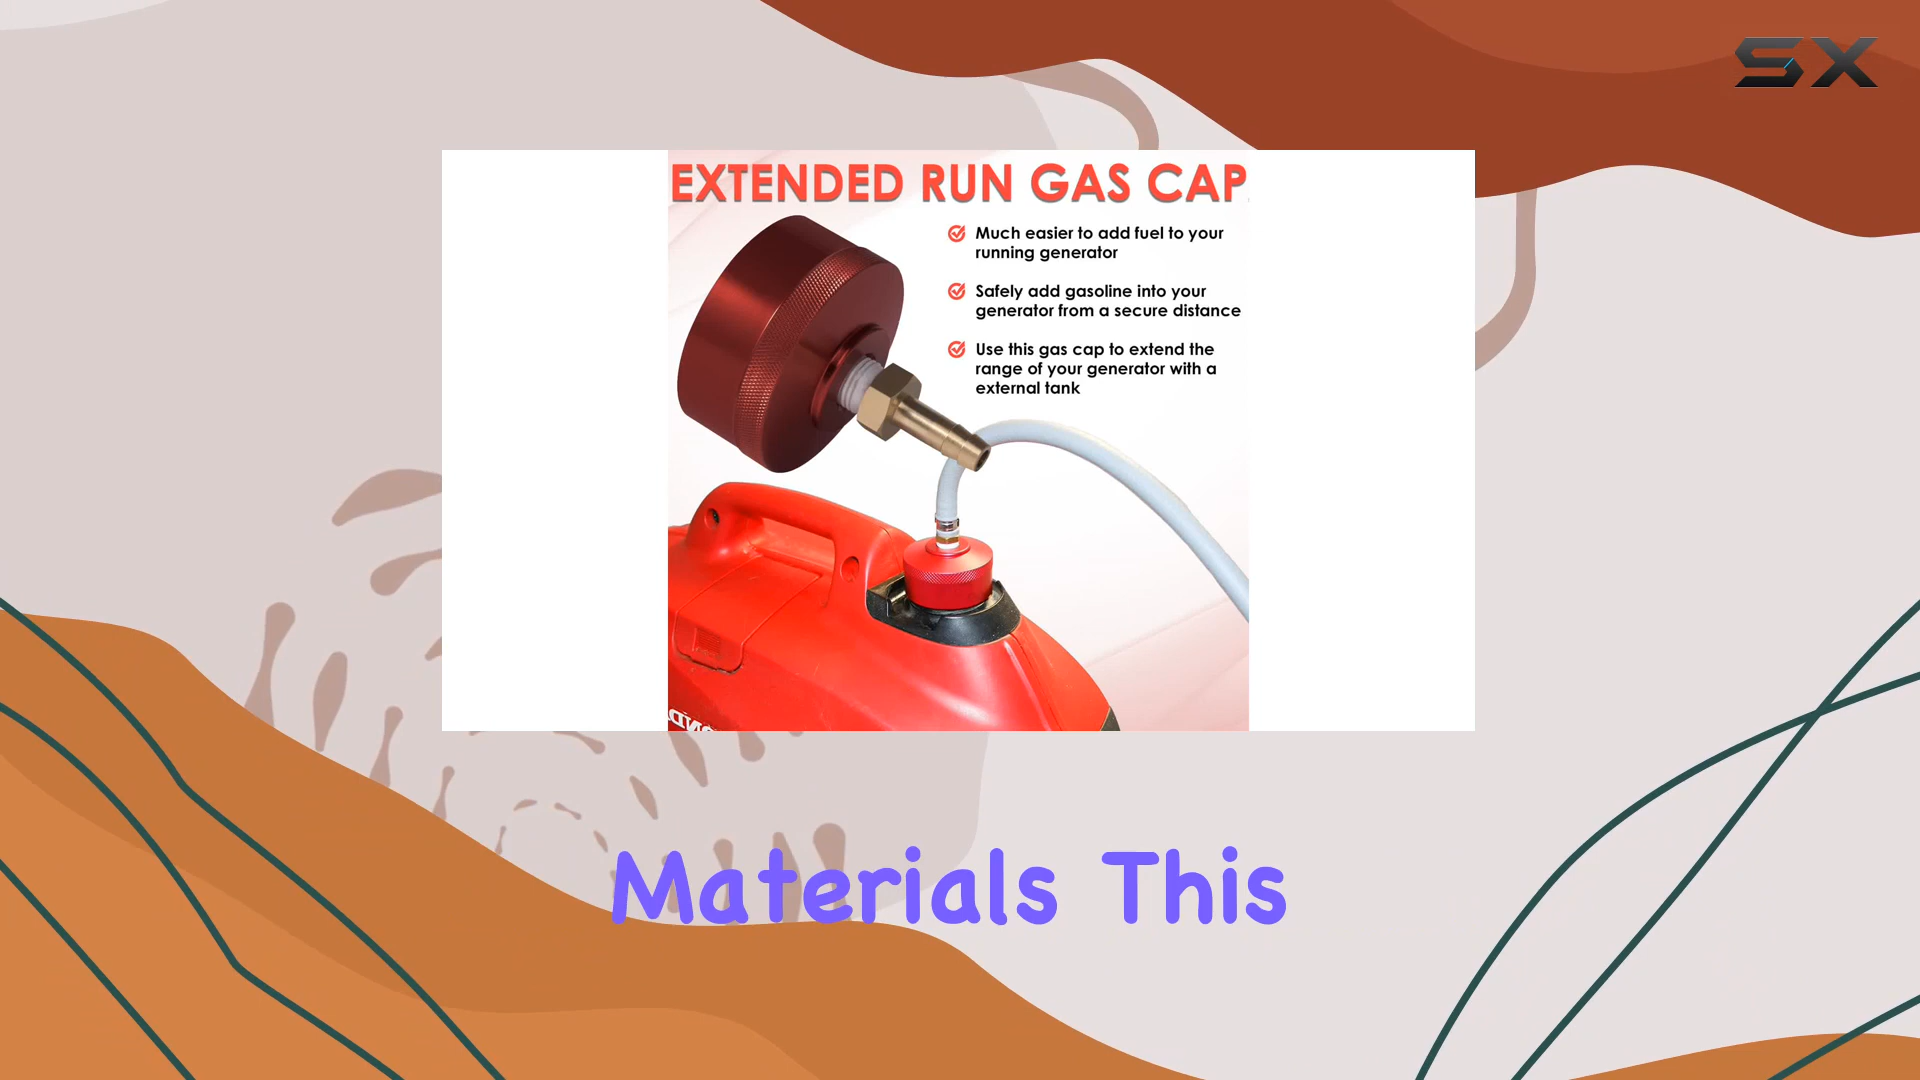 SX
EXTENDED RUN GAS CAP
Much easier to add fuel to your
running generator
Safely add gasoline into your
generator from a secure distance
Use this gas cap to extend the
range of your generator with a
external tank
Materials This